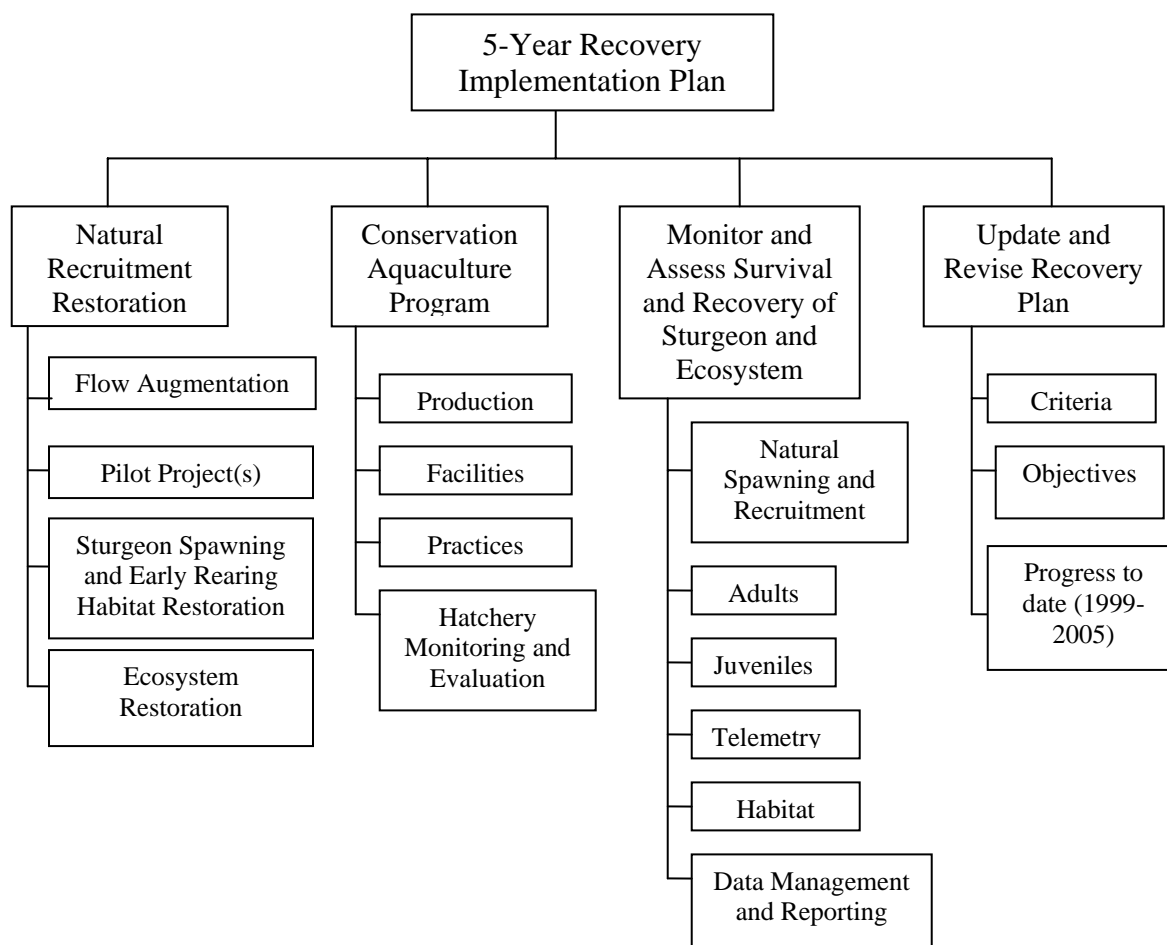 5-Year Recovery
Implementation Plan
Natural
Recruitment
Restoration
Flow Augmentation
Pilot Project(s)
Sturgeon Spawning
and Early Rearing
Habitat Restoration
Ecosystem
Restoration
Conservation
Aquaculture
Program
Production
Facilities
Practices
Hatchery
Monitoring and
Evaluation
Monitor and
Assess Survival
and Recovery of
Sturgeon and
Ecosystem
Natural
Spawning and
Recruitment
Adults
Juveniles
Telemetry
Habitat
Data Management
and Reporting
Update and
Revise Recovery
Plan
Criteria
Objectives
Progress to
date (1999-
2005)